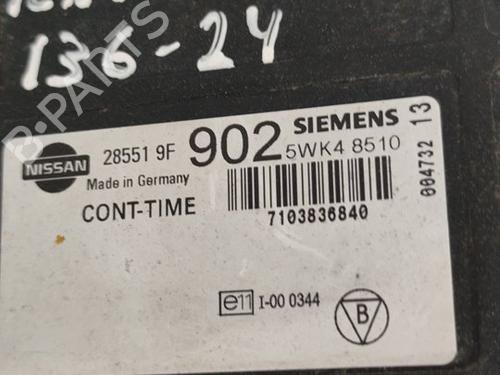 136-24
NISSAN
28551 9F 902 SIEMENS
5WK4 8510
Made in Germany
CONT-TIME
7103836840
004732 13
e11 I-00 0344
B
B-PARTS